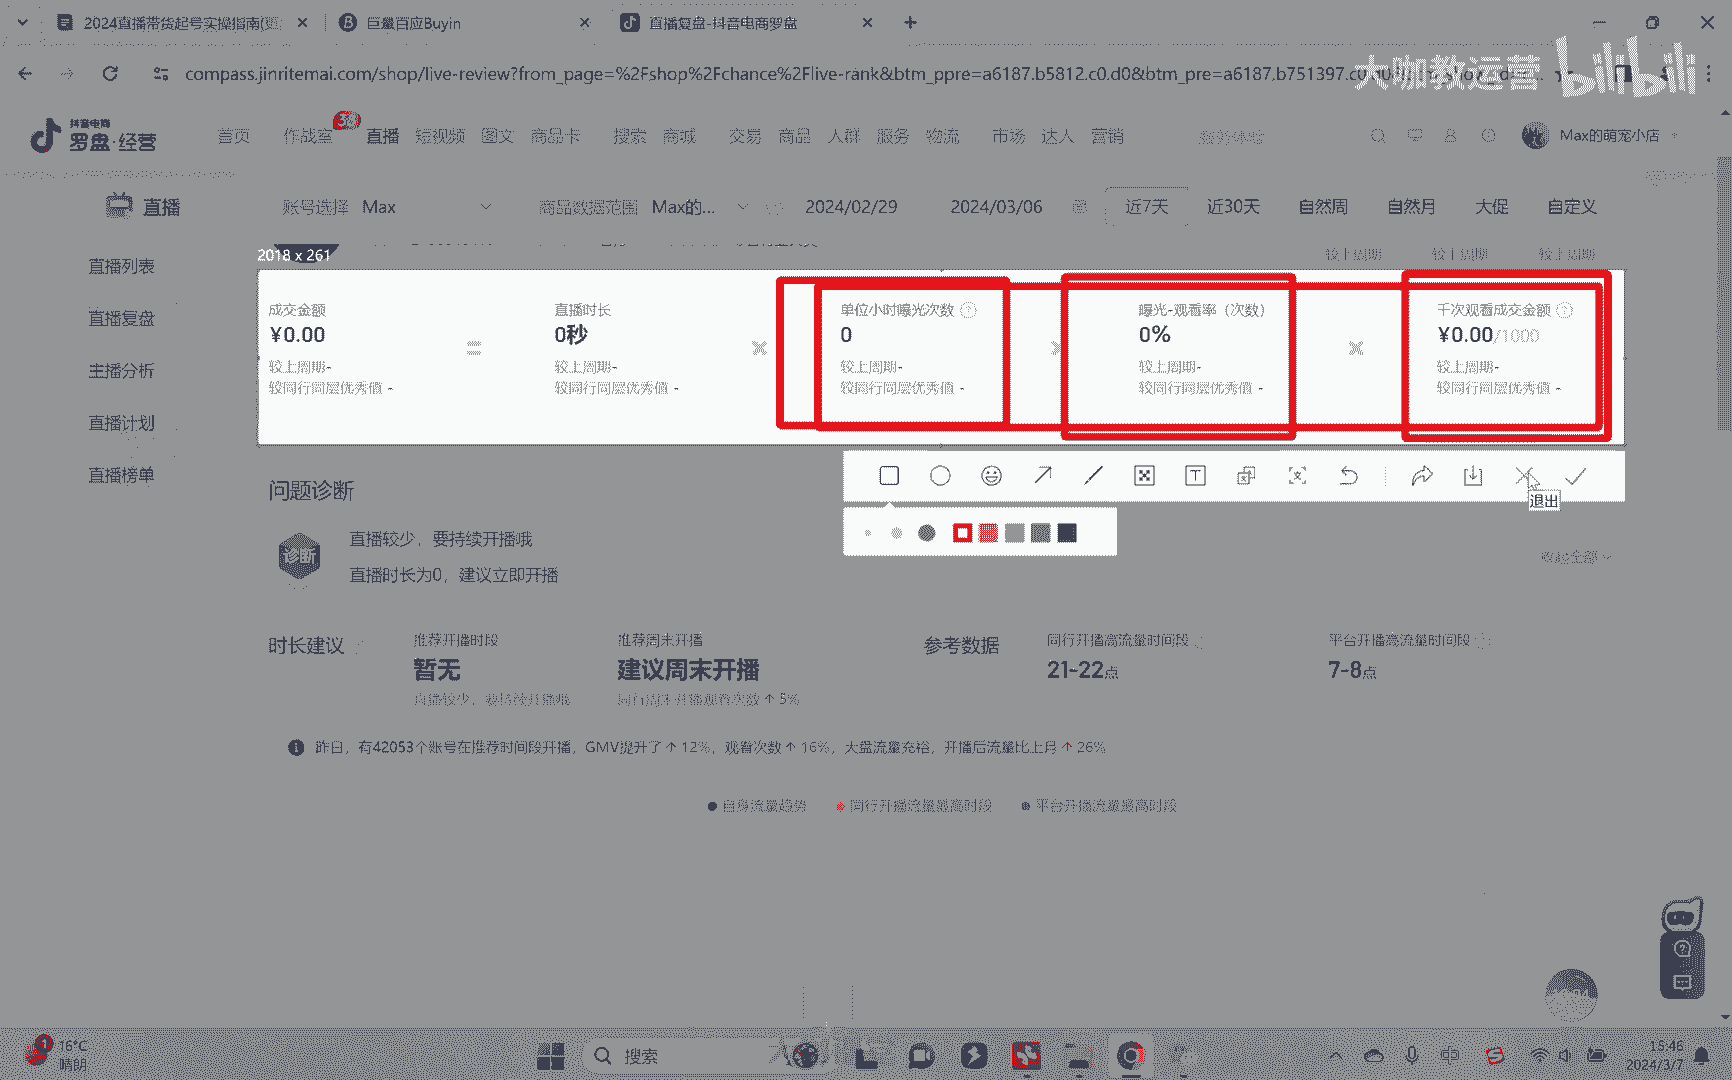 2024直播带货起号实操指南(
巨量百应Buyin
直播复盘-抖音电商罗盘
compass.jinritemai.com/shop/live-review?from_page=%2Fshop%2Fchance%2Flive-rank&btm_ppre=a6187.b5812.c0.d0&btm_pre=a6187.b751397.c0
大咖教运营 bilibili
抖音电商
罗盘·经营
首页 作战室 直播 短视频 图文 商品卡 搜索 商城 交易 商品 人群 服务 物流 市场 达人 营销
Max的萌宠小店
直播
账号选择 Max
商品数据范围 Max的...
2024/02/29 2024/03/06
近7天 近30天 自然周 自然月 大促 自定义
2018 x 261
较上周期 较上周期 较上周期
直播列表
直播复盘
主播分析
直播计划
直播榜单
成交金额 直播时长 单位小时曝光次数 曝光-观看率（次数） 千次观看成交金额
¥0.00 = 0秒 × 0 × 0% × ¥0.00/1000
较上周期- 较上周期- 较上周期- 较上周期- 较上周期-
较同行同层优秀值 - 较同行同层优秀值 - 较同行同层优秀值 - 较同行同层优秀值 - 较同行同层优秀值 -
退出
问题诊断
诊断
直播较少，要持续开播哦
直播时长为0，建议立即开播
收起全部
时长建议
推荐开播时段
暂无
直播较少，要持续开播哦
推荐周末开播
建议周末开播
同行周末开播观看次数 ↑ 5%
参考数据
同行开播高流量时间段
21-22点
平台开播高流量时间段
7-8点
昨日，有42053个账号在推荐时间段开播，GMV提升了 ↑ 12%，观看次数 ↑ 16%，大盘流量充裕，开播后流量比上月 ↑ 26%
自身流量趋势 同行开播流量最高时段 平台开播流量最高时段
16°C
晴朗
搜索
中
15:46
2024/3/7